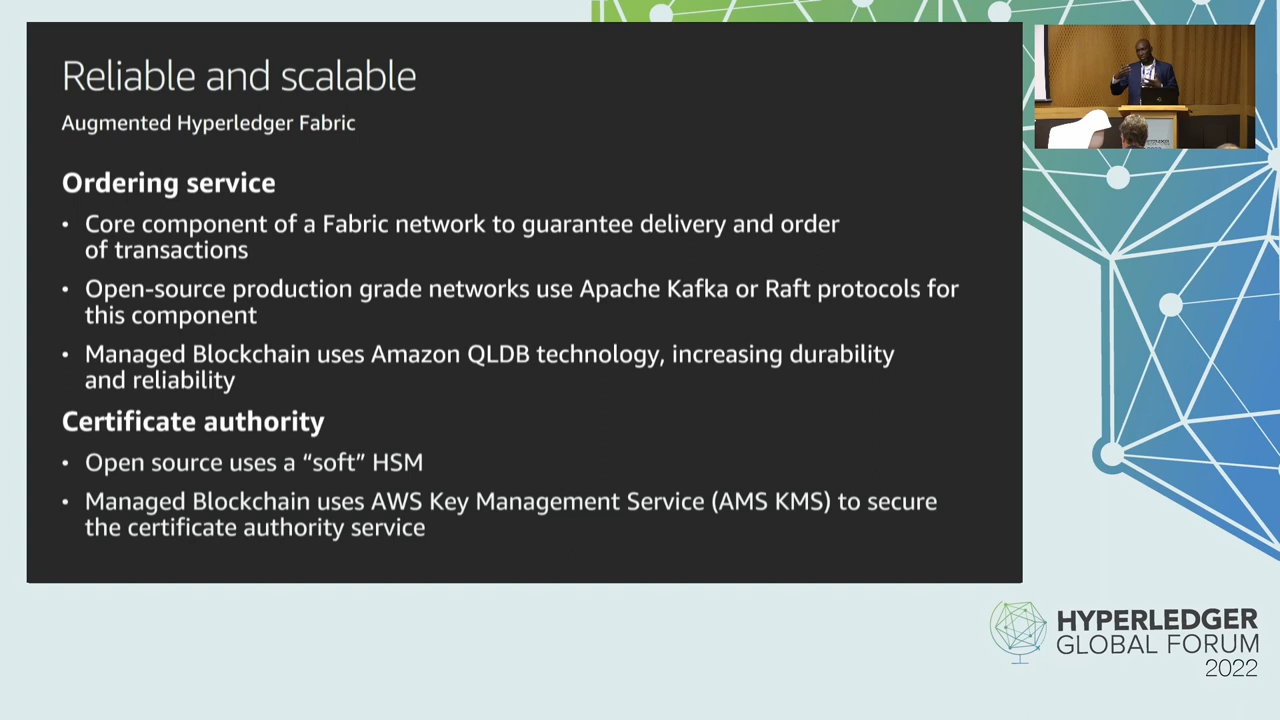 Reliable and scalable
Augmented Hyperledger Fabric
Ordering service
• Core component of a Fabric network to guarantee delivery and order
of transactions
• Open-source production grade networks use Apache Kafka or Raft protocols for
this component
• Managed Blockchain uses Amazon QLDB technology, increasing durability
and reliability
Certificate authority
• Open source uses a “soft” HSM
• Managed Blockchain uses AWS Key Management Service (AMS KMS) to secure
the certificate authority service
HYPERLEDGER
GLOBAL FORUM
2022